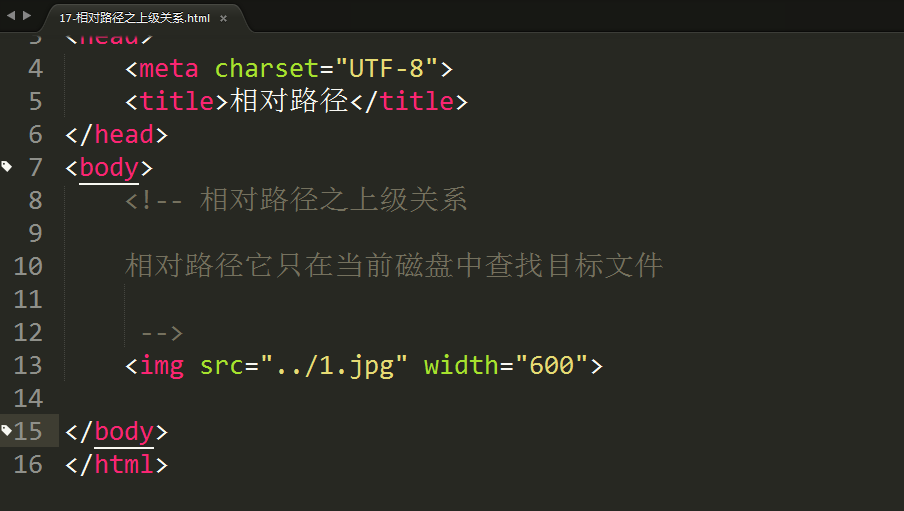 17-相对路径之上级关系.html ×
3 <head>
4 <meta charset="UTF-8">
5 <title>相对路径</title>
6 </head>
7 <body>
8 <!-- 相对路径之上级关系
9
10 相对路径它只在当前磁盘中查找目标文件
11
12 -->
13 <img src="../1.jpg" width="600">
14
15 </body>
16 </html>